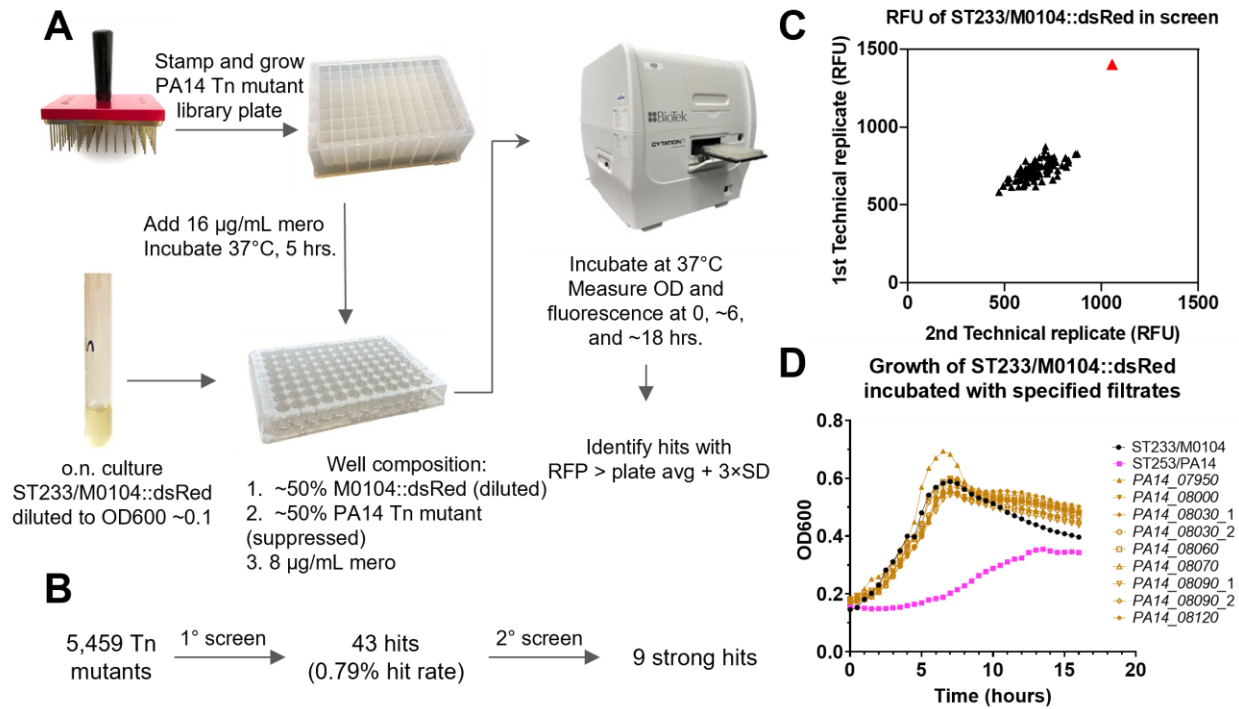 A
Stamp and grow
PA14 Tn mutant
library plate
BioTek
CYTATION
Add 16 µg/mL mero
Incubate 37°C, 5 hrs.
Incubate at 37°C
Measure OD and
fluorescence at 0, ~6,
and ~18 hrs.
o.n. culture
ST233/M0104::dsRed
diluted to OD600 ~0.1
Well composition:
1. ~50% M0104::dsRed (diluted)
2. ~50% PA14 Tn mutant
(suppressed)
3. 8 µg/mL mero
Identify hits with
RFP > plate avg + 3×SD
B
5,459 Tn
mutants
1° screen
43 hits
(0.79% hit rate)
2° screen
9 strong hits
C
RFU of ST233/M0104::dsRed in screen
1st Technical replicate (RFU)
1500
1000
500
0
0 500 1000 1500
2nd Technical replicate (RFU)
D
Growth of ST233/M0104::dsRed
incubated with specified filtrates
OD600
0.8
0.6
0.4
0.2
0.0
0 5 10 15 20
Time (hours)
ST233/M0104
ST253/PA14
PA14_07950
PA14_08000
PA14_08030_1
PA14_08030_2
PA14_08060
PA14_08070
PA14_08090_1
PA14_08090_2
PA14_08120